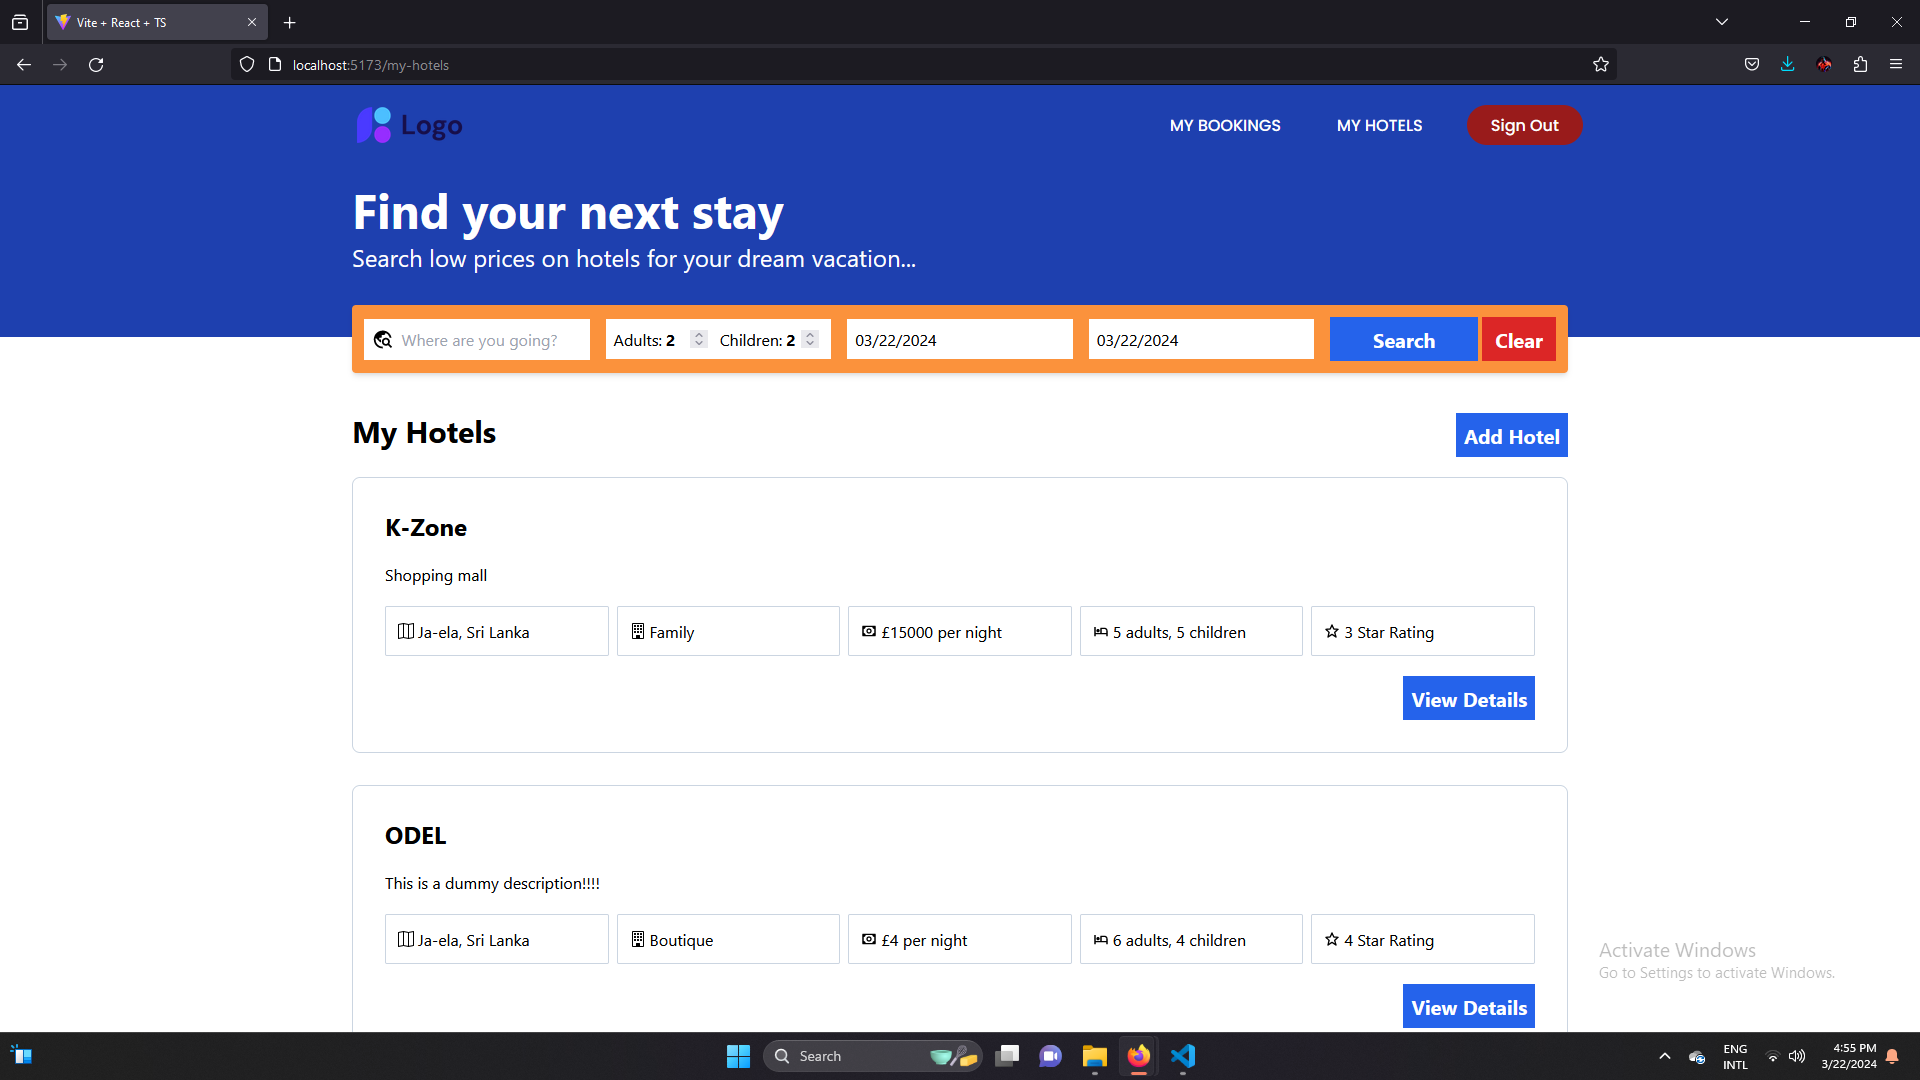 Vite + React + TS
localhost:5173/my-hotels
Logo
MY BOOKINGS
MY HOTELS
Sign Out
Find your next stay
Search low prices on hotels for your dream vacation...
Where are you going?
Adults: 2
Children: 2
03/22/2024
03/22/2024
Search
Clear
My Hotels
Add Hotel
K-Zone
Shopping mall
Ja-ela, Sri Lanka
Family
£15000 per night
5 adults, 5 children
3 Star Rating
View Details
ODEL
This is a dummy description!!!!
Ja-ela, Sri Lanka
Boutique
£4 per night
6 adults, 4 children
4 Star Rating
View Details
Activate Windows
Go to Settings to activate Windows.
Search
ENG
INTL
4:55 PM
3/22/2024